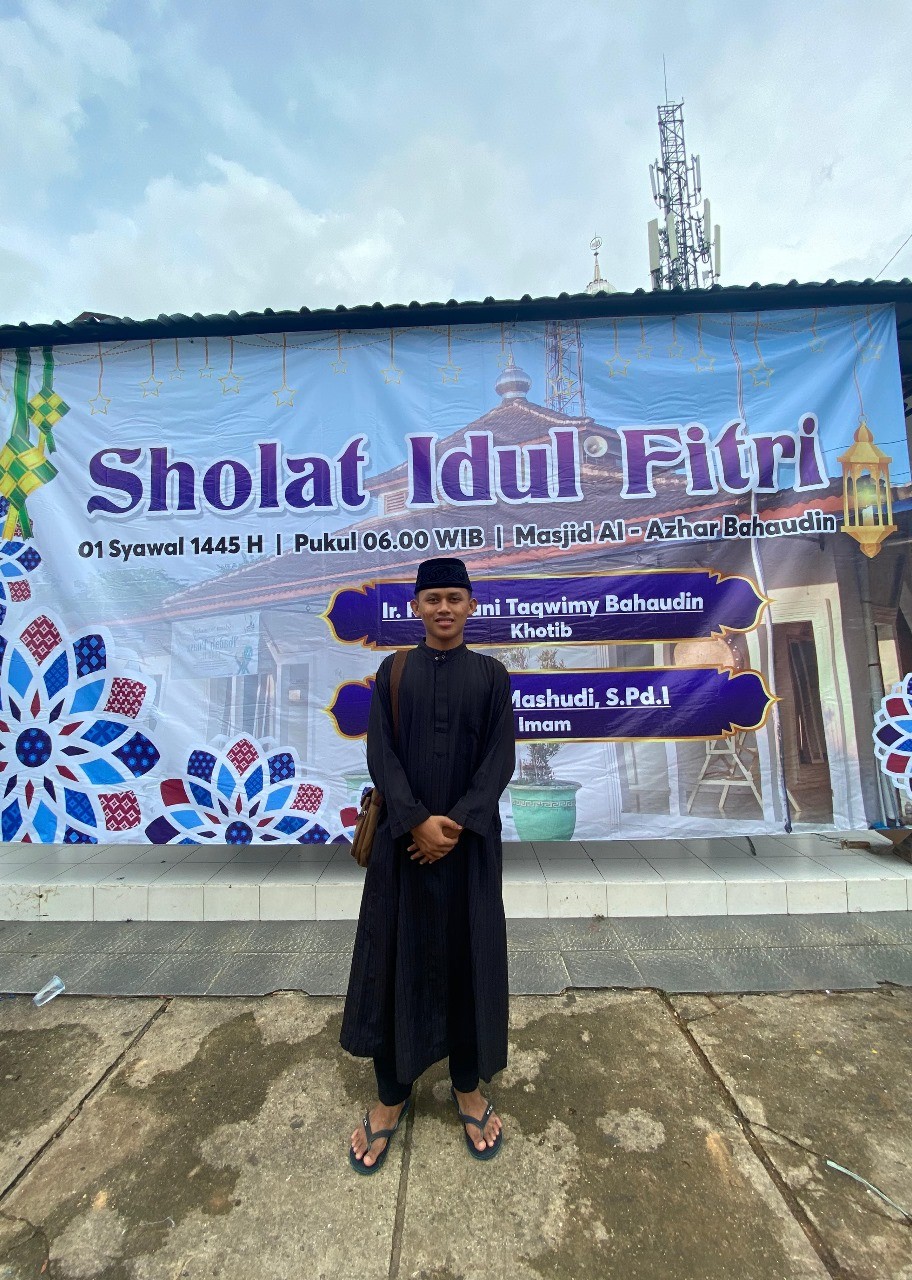 Sholat Idul Fitri
01 Syawal 1445 H | Pukul 06.00 WIB | Masjid Al - Azhar Bahaudin
Ir. Taqwimy Bahaudin
Khotib
Mashudi, S.Pd.I
Imam